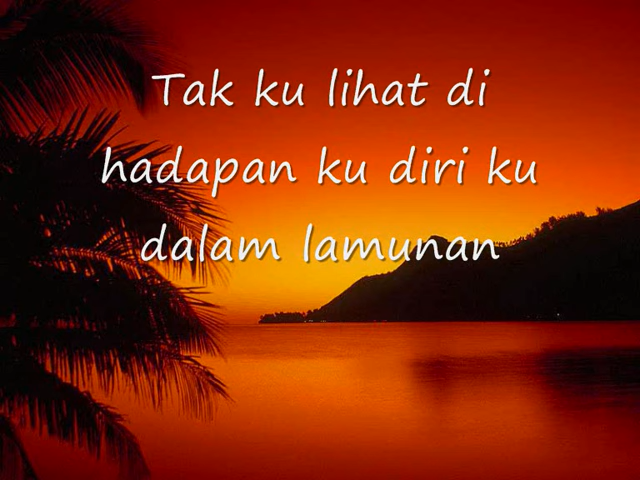 Tak ku lihat di
hadapan ku diri ku
dalam lamunan